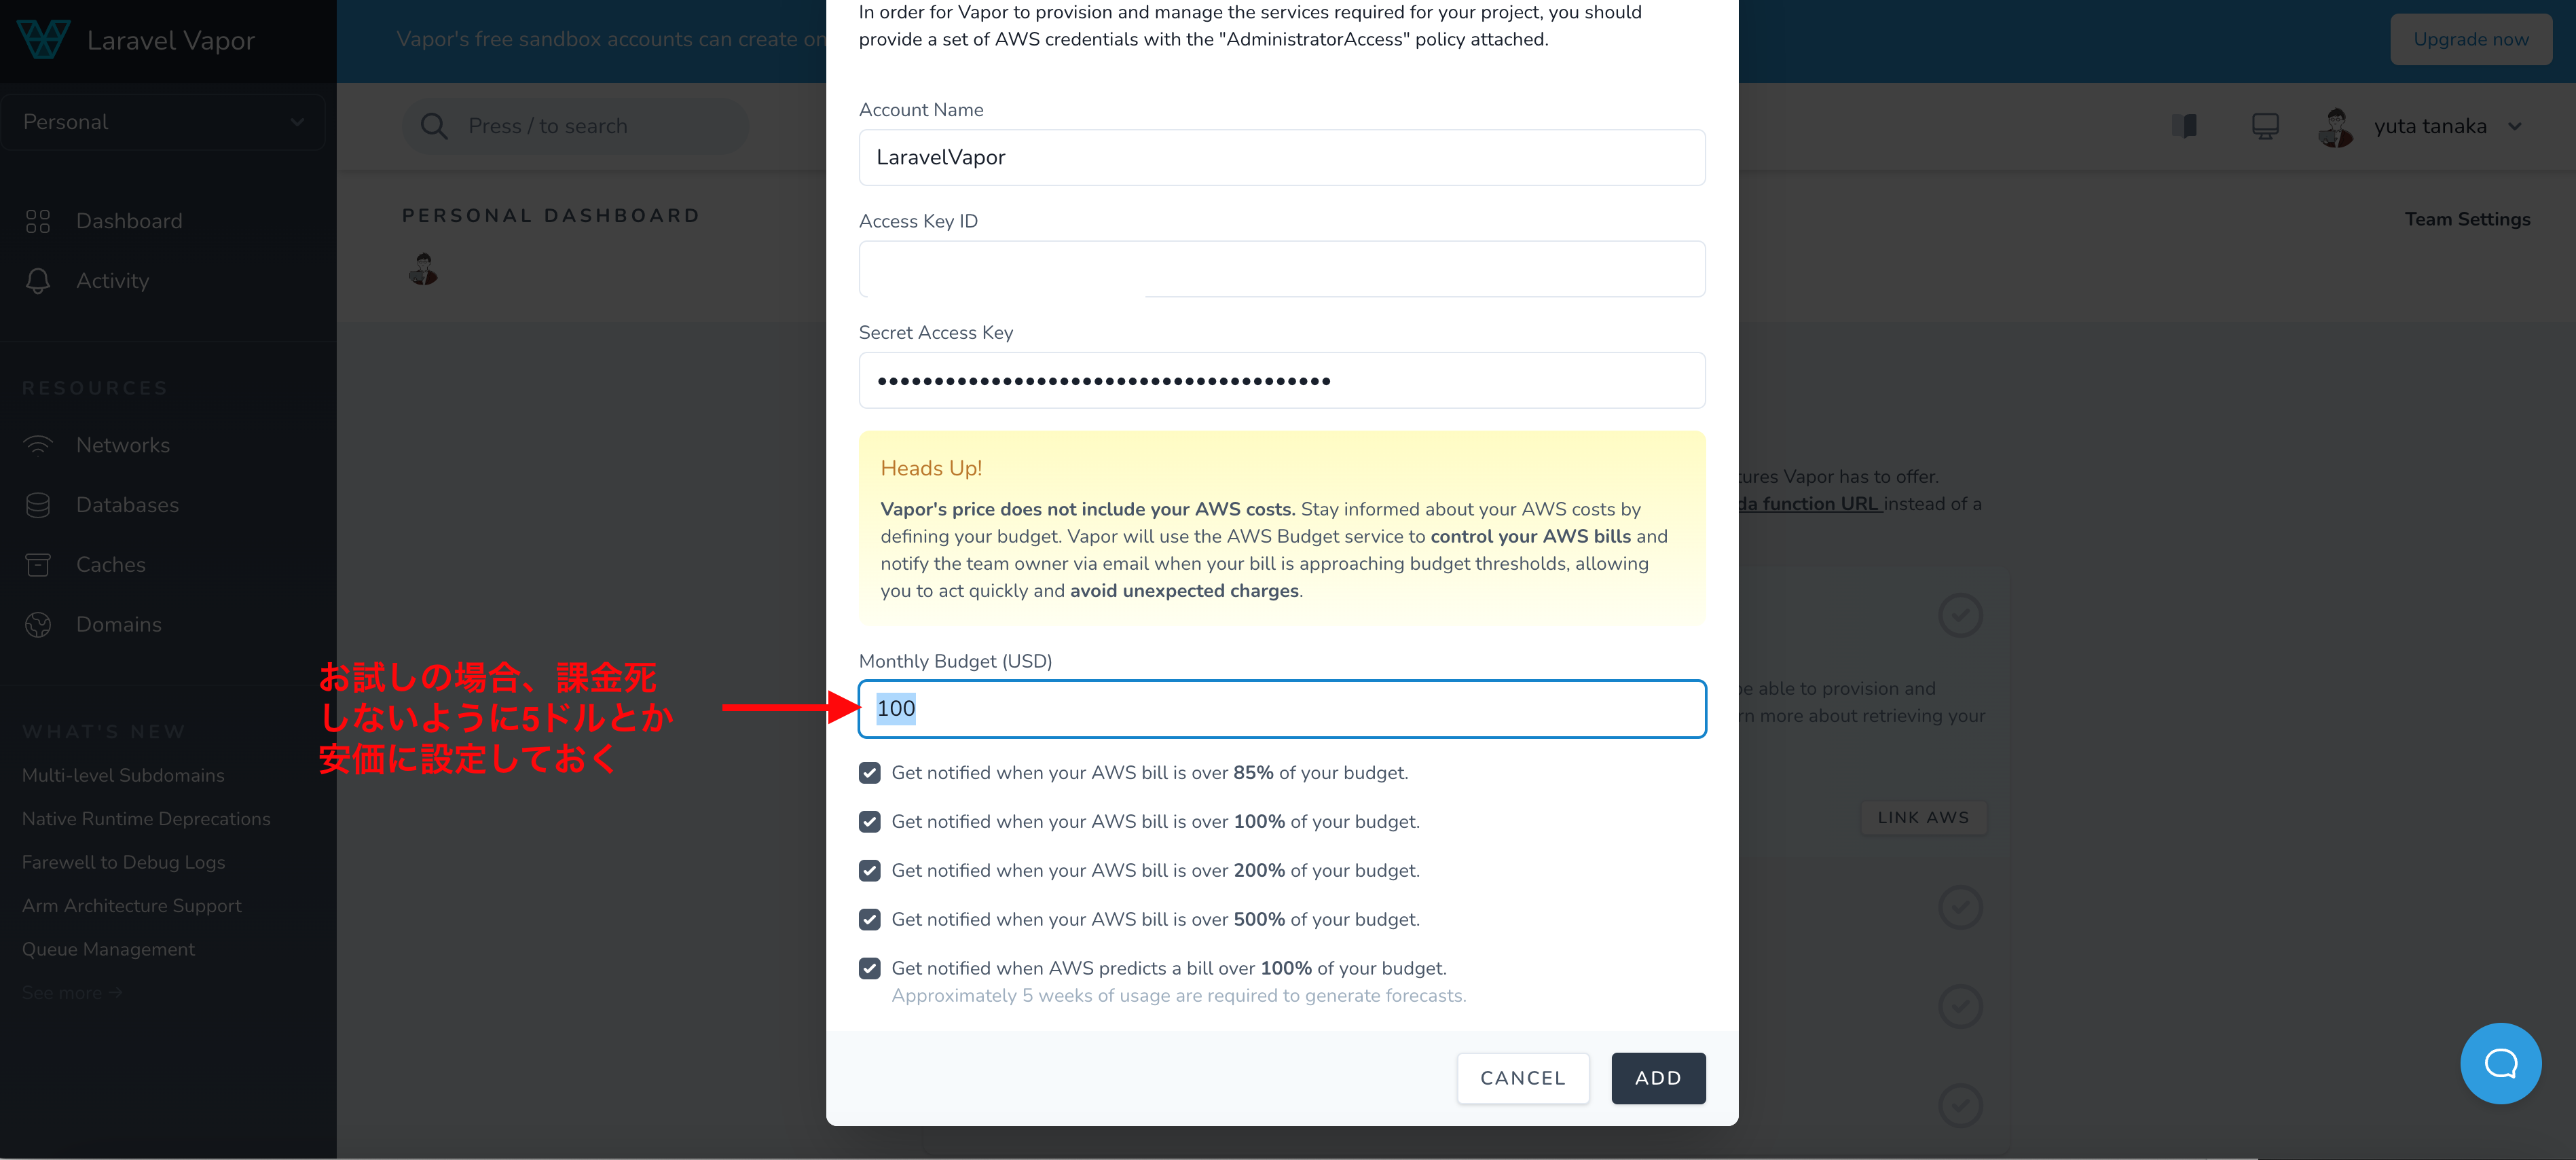 Laravel Vapor
Vapor's free sandbox accounts can create on
Upgrade now
Personal
Press / to search
yuta tanaka
Dashboard
Activity
RESOURCES
Networks
Databases
Caches
Domains
WHAT'S NEW
Multi-level Subdomains
Native Runtime Deprecations
Farewell to Debug Logs
Arm Architecture Support
Queue Management
See more →
PERSONAL DASHBOARD
Team Settings
In order for Vapor to provision and manage the services required for your project, you should
provide a set of AWS credentials with the "AdministratorAccess" policy attached.
Account Name
LaravelVapor
Access Key ID
Secret Access Key
••••••••••••••••••••••••••••••••••••••••
Heads Up!
Vapor's price does not include your AWS costs. Stay informed about your AWS costs by
defining your budget. Vapor will use the AWS Budget service to control your AWS bills and
notify the team owner via email when your bill is approaching budget thresholds, allowing
you to act quickly and avoid unexpected charges.
Monthly Budget (USD)
100
お試しの場合、課金死
しないように5ドルとか
安価に設定しておく
Get notified when your AWS bill is over 85% of your budget.
Get notified when your AWS bill is over 100% of your budget.
Get notified when your AWS bill is over 200% of your budget.
Get notified when your AWS bill is over 500% of your budget.
Get notified when AWS predicts a bill over 100% of your budget.
Approximately 5 weeks of usage are required to generate forecasts.
CANCEL
ADD
tures Vapor has to offer.
da function URL instead of a
be able to provision and
rn more about retrieving your
LINK AWS